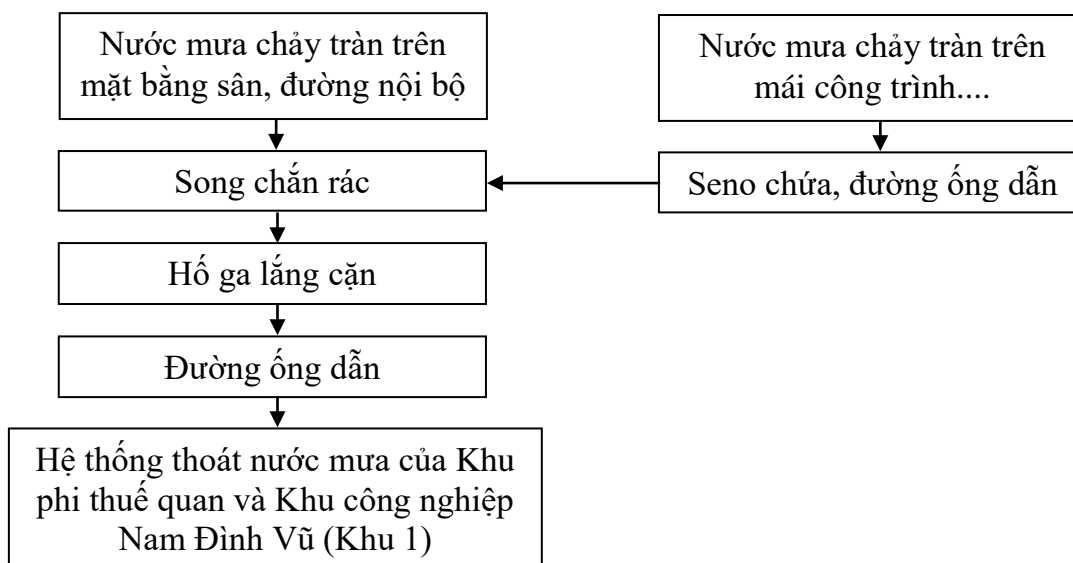 Nước mưa chảy tràn trên
mặt bằng sân, đường nội bộ
Nước mưa chảy tràn trên
mái công trình....
Song chắn rác
Seno chứa, đường ống dẫn
Hố ga lắng cặn
Đường ống dẫn
Hệ thống thoát nước mưa của Khu
phi thuế quan và Khu công nghiệp
Nam Đình Vũ (Khu 1)